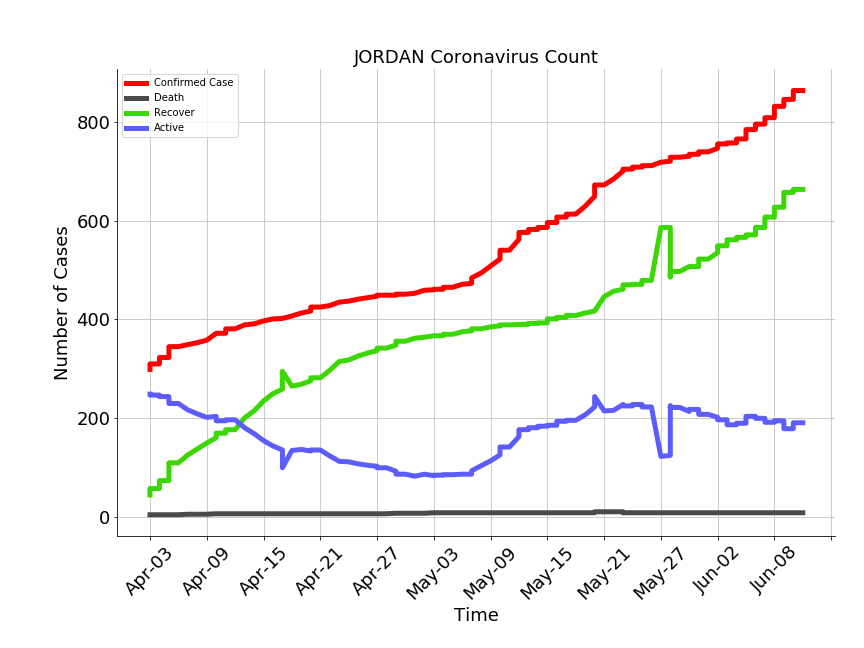 JORDAN Coronavirus Count
Confirmed Case
Death
Recover
Active
Number of Cases
800
600
400
200
0
Apr-03
Apr-09
Apr-15
Apr-21
Apr-27
May-03
May-09
May-15
May-21
May-27
Jun-02
Jun-08
Time